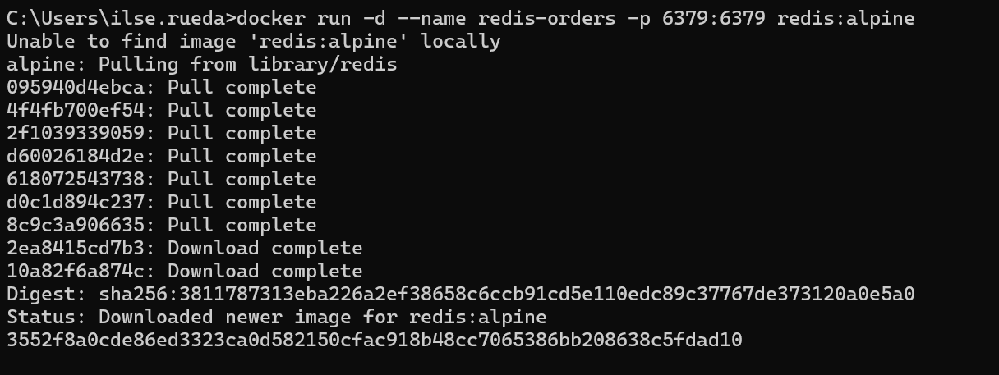 C:\Users\ilse.rueda>docker run -d --name redis-orders -p 6379:6379 redis:alpine
Unable to find image 'redis:alpine' locally
alpine: Pulling from library/redis
095940d4ebca: Pull complete
4f4fb700ef54: Pull complete
2f1039339059: Pull complete
d60026184d2e: Pull complete
618072543738: Pull complete
d0c1d894c237: Pull complete
8c9c3a906635: Pull complete
2ea8415cd7b3: Download complete
10a82f6a874c: Download complete
Digest: sha256:3811787313eba226a2ef38658c6ccb91cd5e110edc89c37767de373120a0e5a0
Status: Downloaded newer image for redis:alpine
3552f8a0cde86ed3323ca0d582150cfac918b48cc7065386bb208638c5fdad10